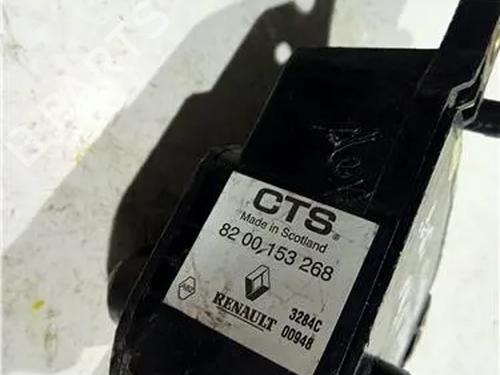 CTS®
Made in Scotland
82 00 153 268
RENAULT
3284C
00948